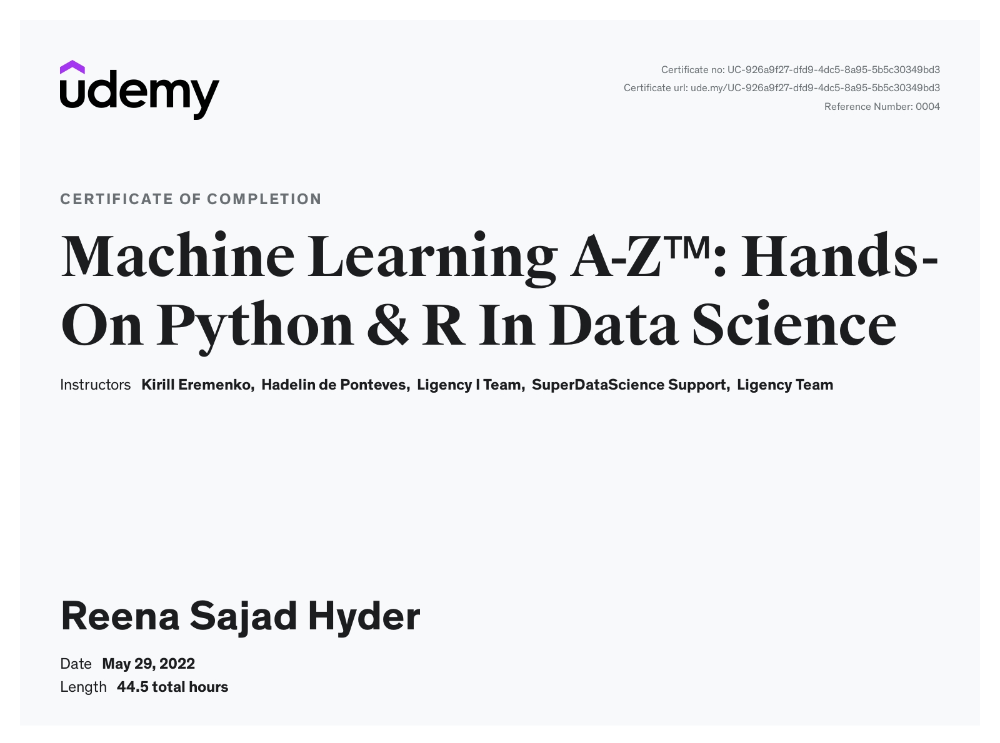 udemy
Certificate no: UC-926a9f27-dfd9-4dc5-8a95-5b5c30349bd3
Certificate url: ude.my/UC-926a9f27-dfd9-4dc5-8a95-5b5c30349bd3
Reference Number: 0004
CERTIFICATE OF COMPLETION
Machine Learning A-Z™: Hands-
On Python & R In Data Science
Instructors Kirill Eremenko, Hadelin de Ponteves, Ligency I Team, SuperDataScience Support, Ligency Team
Reena Sajad Hyder
Date May 29, 2022
Length 44.5 total hours